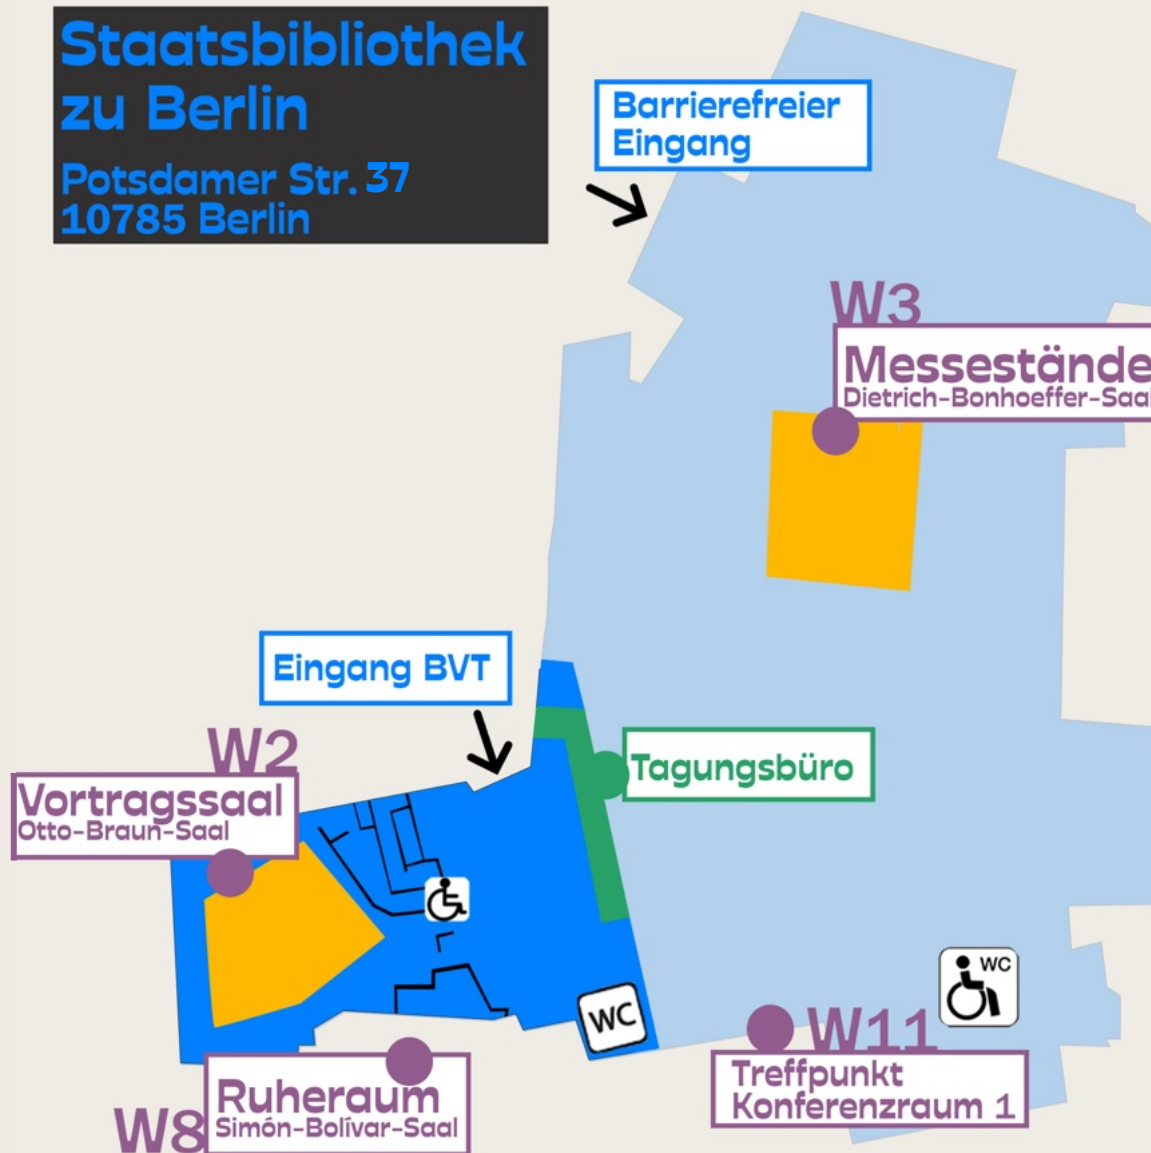 Staatsbibliothek
zu Berlin
Potsdamer Str. 37
10785 Berlin
Barrierefreier
Eingang
W3
Messestände
Dietrich-Bonhoeffer-Saal
Eingang BVT
W2
Vortragssaal
Otto-Braun-Saal
Tagungsbüro
WC
WC
W11
Treffpunkt
Konferenzraum 1
Ruheraum
Simón-Bolívar-Saal
W8